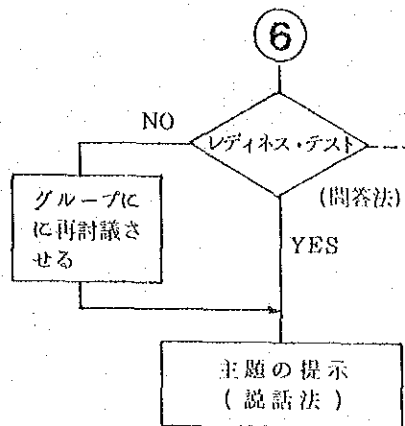 6
NO
レディネス・テスト
グループに
に再討議さ
せる
(問答法)
YES
主題の提示
(説話法)